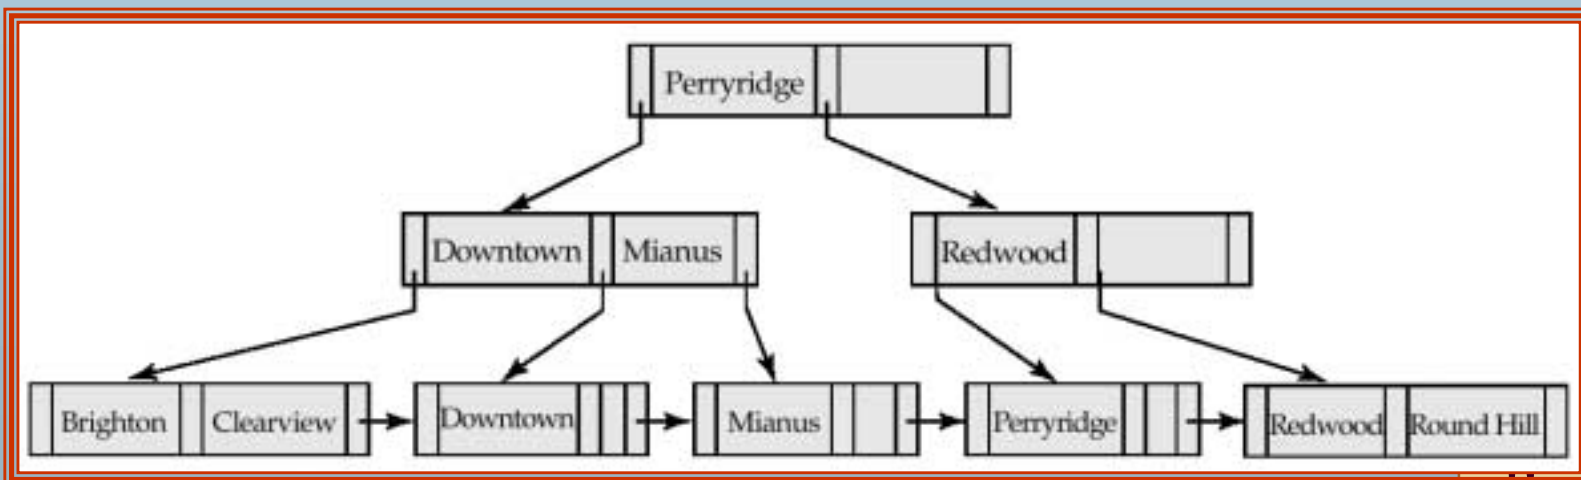 Perryridge
Downtown Mianus
Redwood
Brighton Clearview
Downtown
Mianus
Perryridge
Redwood Round Hill